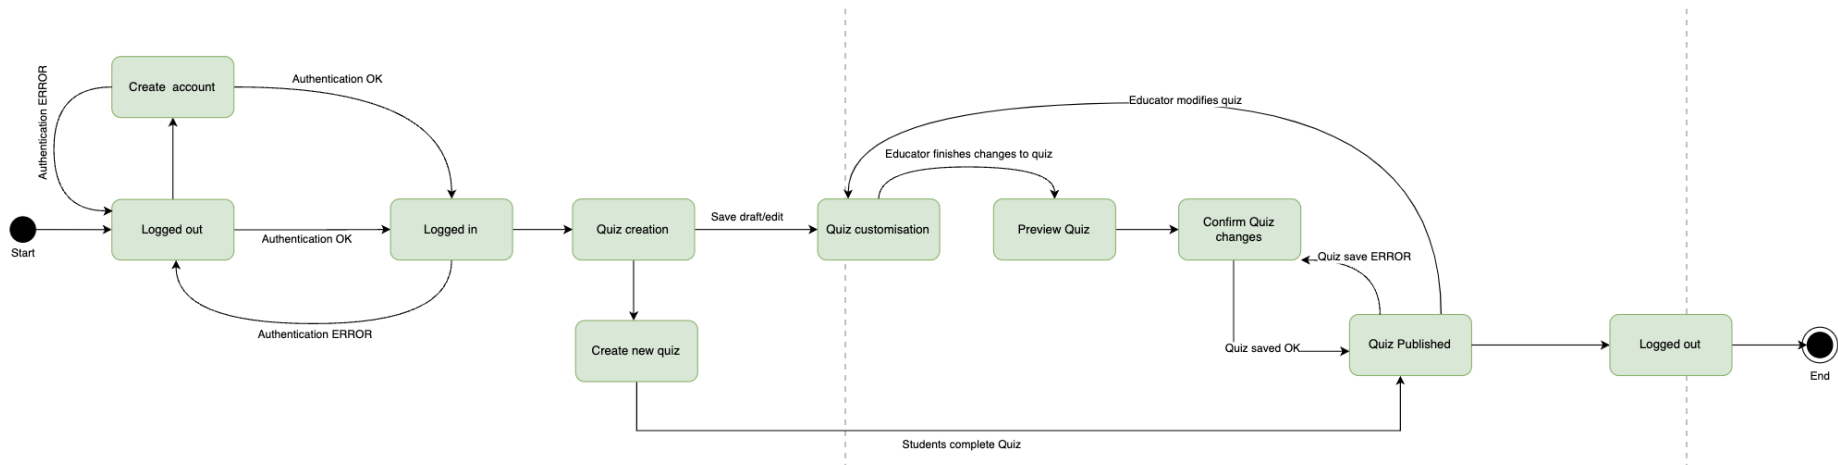 Authentication ERROR
Create  account
Authentication OK
Educator modifies quiz
Educator finishes changes to quiz
Start
Logged out
Authentication OK
Logged in
Quiz creation
Save draft/edit
Quiz customisation
Preview Quiz
Confirm Quiz
changes
Quiz save ERROR
Authentication ERROR
Create new quiz
Quiz saved OK
Quiz Published
Logged out
End
Students complete Quiz